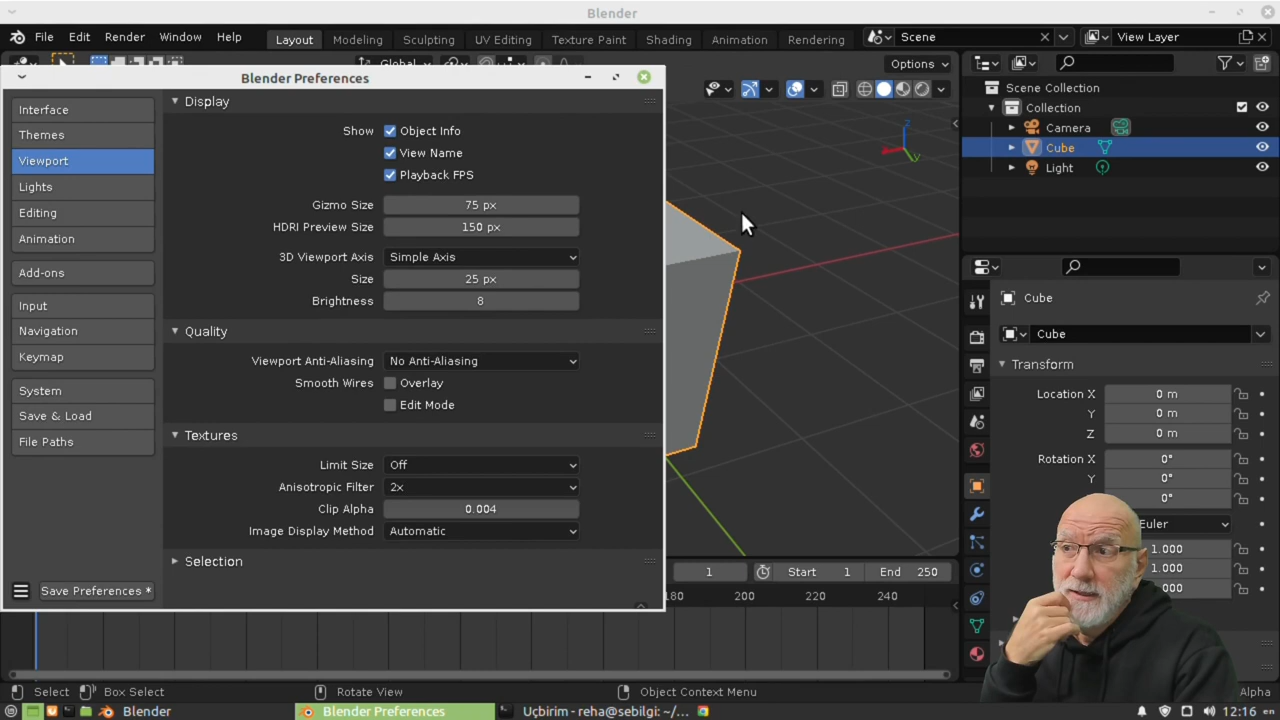 Blender
File Edit Render Window Help Layout Modeling Sculpting UV Editing Texture Paint Shading Animation Rendering Scene View Layer
Global Options
Blender Preferences
Interface
Themes
Viewport
Lights
Editing
Animation
Add-ons
Input
Navigation
Keymap
System
Save & Load
File Paths
Save Preferences *
Display
Show Object Info
View Name
Playback FPS
Gizmo Size 75 px
HDRI Preview Size 150 px
3D Viewport Axis Simple Axis
Size 25 px
Brightness 8
Quality
Viewport Anti-Aliasing No Anti-Aliasing
Smooth Wires Overlay
Edit Mode
Textures
Limit Size Off
Anisotropic Filter 2x
Clip Alpha 0.004
Image Display Method Automatic
Selection
Z
Y
Scene Collection
Collection
Camera
Cube
Light
Cube
Cube
Transform
Location X 0 m
Y 0 m
Z 0 m
Rotation X 0°
Y 0°
0°
Euler
1.000
1.000
000
1 Start 1 End 250
180 200 220 240
Select Box Select Rotate View Object Context Menu Alpha
Blender Blender Preferences Uçbirim - reha@sebilgi: ~/... 12:16 en